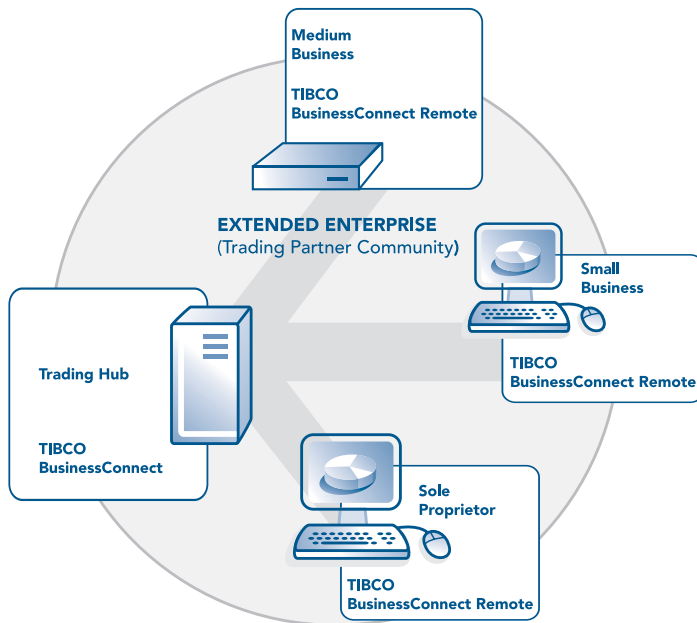 Medium
Business
TIBCO
BusinessConnect Remote
EXTENDED ENTERPRISE
(Trading Partner Community)
Small
Business
TIBCO
BusinessConnect Remote
Trading Hub
TIBCO
BusinessConnect
Sole
Proprietor
TIBCO
BusinessConnect Remote